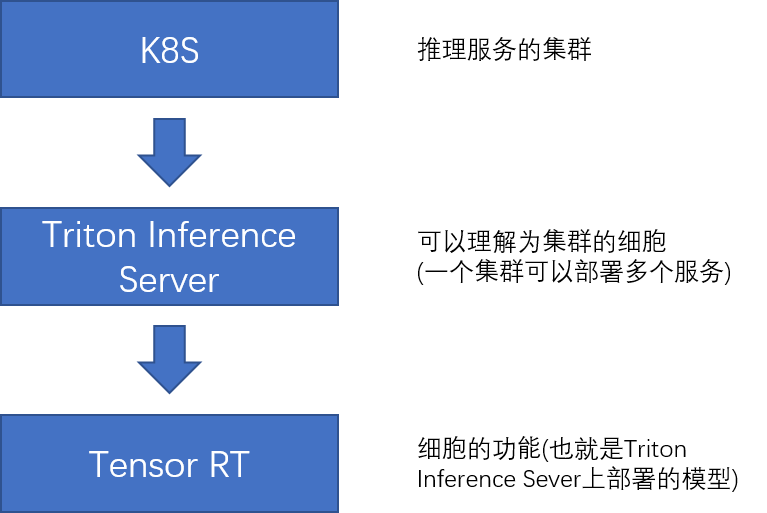 K8S
推理服务的集群
Triton Inference
Server
可以理解为集群的细胞
(一个集群可以部署多个服务)
Tensor RT
细胞的功能(也就是Triton
Inference Sever上部署的模型)